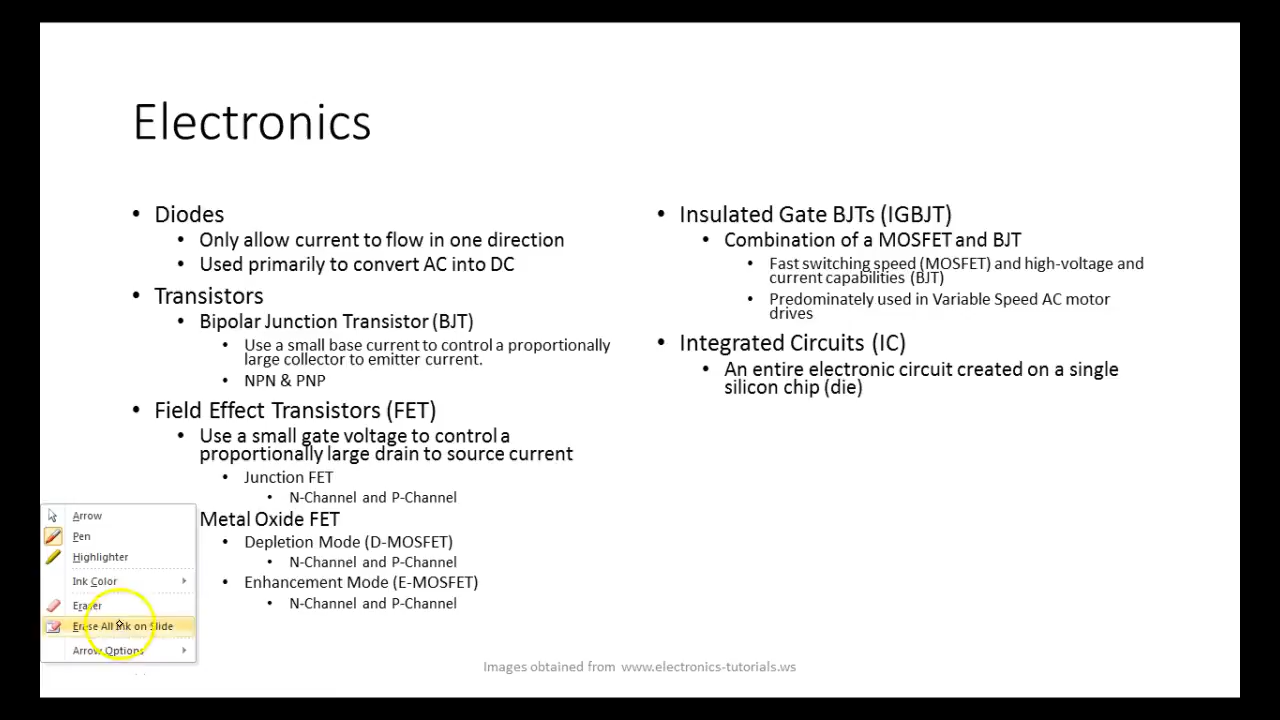 Electronics
• Diodes
• Only allow current to flow in one direction
• Used primarily to convert AC into DC
• Transistors
• Bipolar Junction Transistor (BJT)
• Use a small base current to control a proportionally
large collector to emitter current.
• NPN & PNP
• Field Effect Transistors (FET)
• Use a small gate voltage to control a
proportionally large drain to source current
• Junction FET
• N-Channel and P-Channel
Metal Oxide FET
• Depletion Mode (D-MOSFET)
• N-Channel and P-Channel
• Enhancement Mode (E-MOSFET)
• N-Channel and P-Channel
• Insulated Gate BJTs (IGBJT)
• Combination of a MOSFET and BJT
• Fast switching speed (MOSFET) and high-voltage and
current capabilities (BJT)
• Predominately used in Variable Speed AC motor
drives
• Integrated Circuits (IC)
• An entire electronic circuit created on a single
silicon chip (die)
Arrow
Pen
Highlighter
Ink Color
Eraser
Erase All Ink on Slide
Arrow Options
Images obtained from www.electronics-tutorials.ws